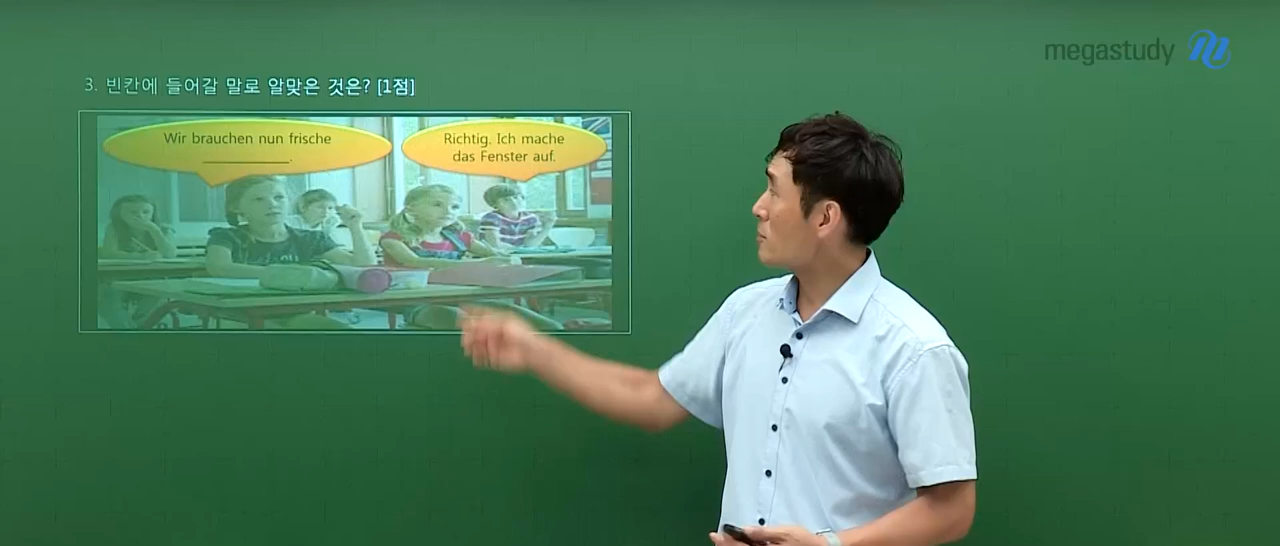 megastudy
3. 빈칸에 들어갈 말로 알맞은 것은? [1점]
Wir brauchen nun frische
__________.
Richtig. Ich mache
das Fenster auf.